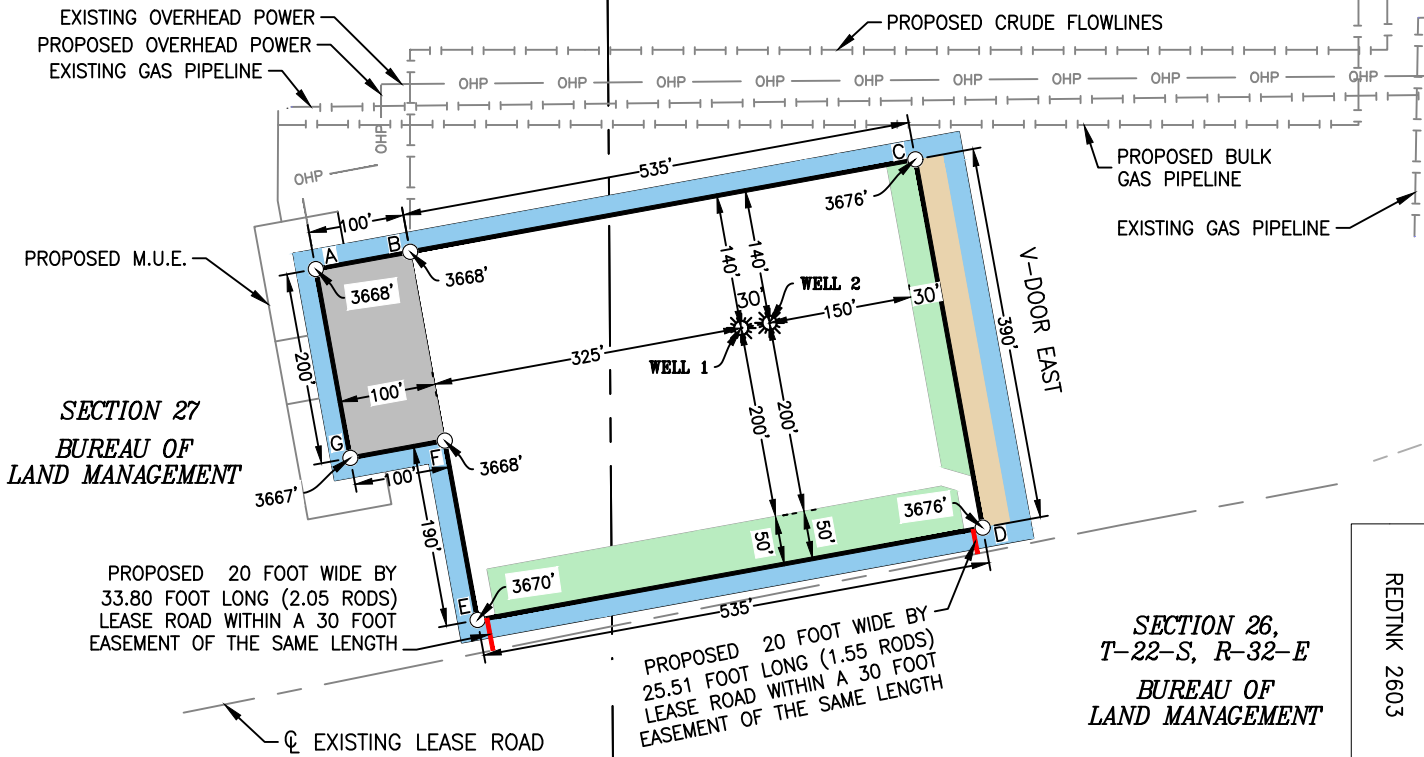 EXISTING OVERHEAD POWER
PROPOSED OVERHEAD POWER
EXISTING GAS PIPELINE
PROPOSED CRUDE FLOWLINES
OHP
OHP
OHP
OHP
OHP
OHP
OHP
OHP
OHP
OHP
OHP
OHP
PROPOSED BULK
GAS PIPELINE
EXISTING GAS PIPELINE
PROPOSED M.U.E.
100'
535'
A
B
C
3668'
3668'
3676'
140'
140'
30'
WELL 2
WELL 1
150'
30'
V-DOOR EAST
390'
325'
200'
100'
SECTION 27
BUREAU OF
LAND MANAGEMENT
G
F
100'
3667'
3668'
190'
200'
200'
50'
50'
3676'
D
3670'
E
535'
PROPOSED 20 FOOT WIDE BY
33.80 FOOT LONG (2.05 RODS)
LEASE ROAD WITHIN A 30 FOOT
EASEMENT OF THE SAME LENGTH
PROPOSED 20 FOOT WIDE BY
25.51 FOOT LONG (1.55 RODS)
LEASE ROAD WITHIN A 30 FOOT
EASEMENT OF THE SAME LENGTH
SECTION 26,
T-22-S, R-32-E
BUREAU OF
LAND MANAGEMENT
REDTNK 2603
℄ EXISTING LEASE ROAD